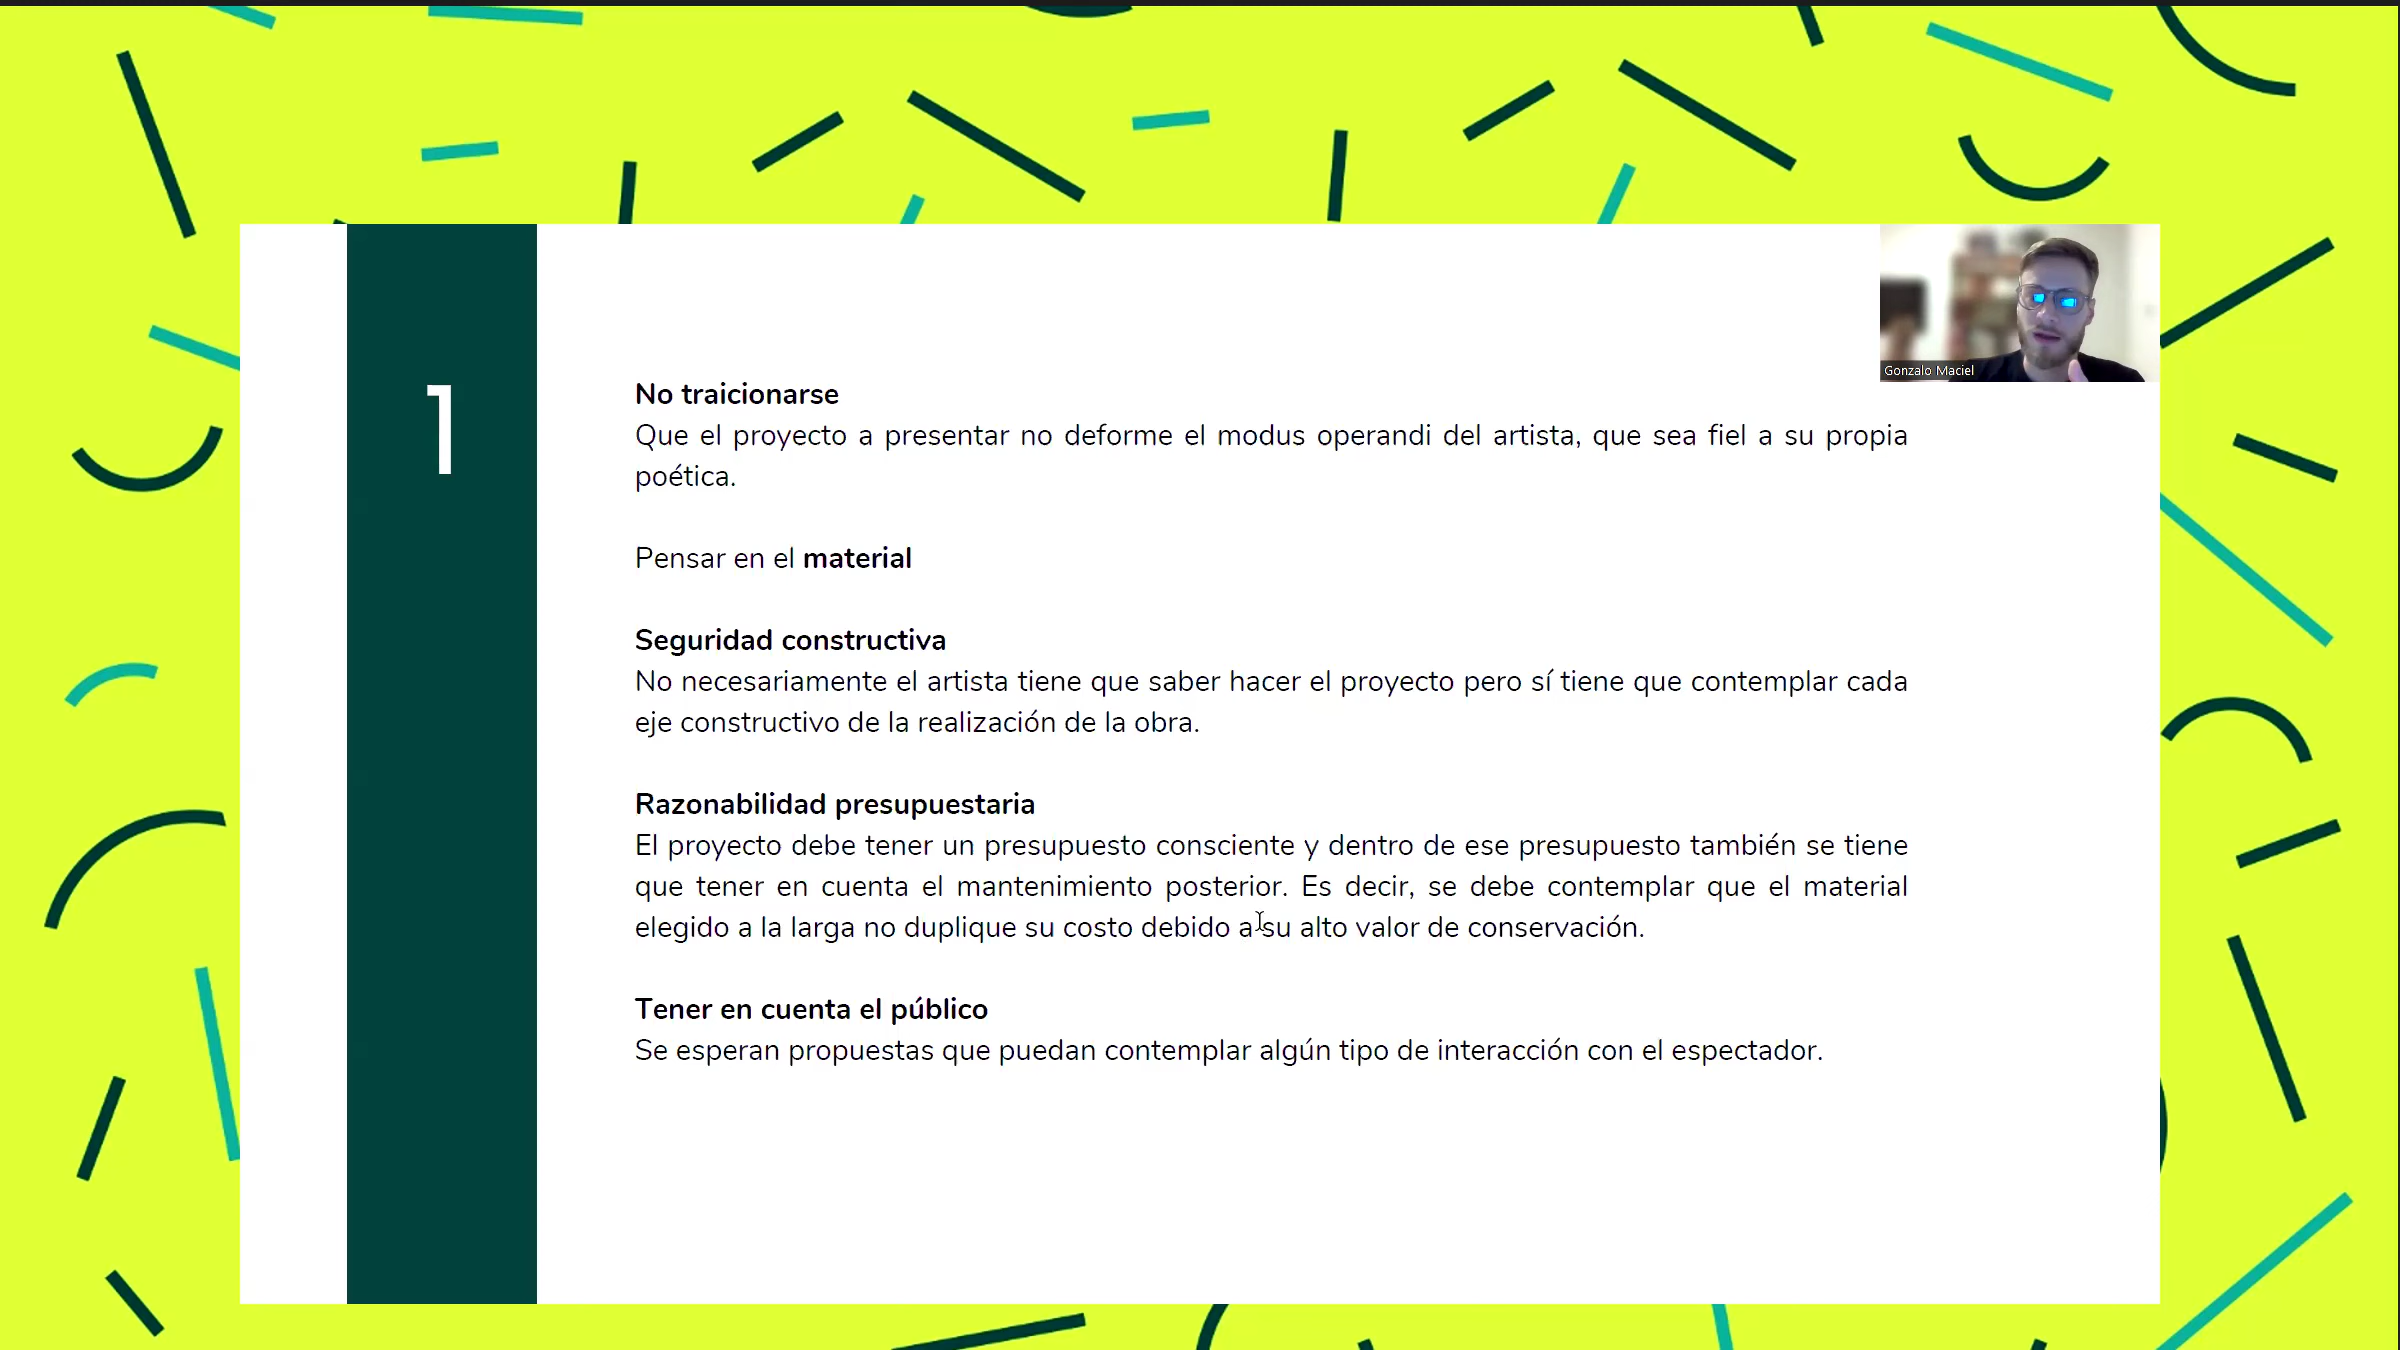 Gonzalo Maciel
1
No traicionarse
Que el proyecto a presentar no deforme el modus operandi del artista, que sea fiel a su propia
poética.
Pensar en el material
Seguridad constructiva
No necesariamente el artista tiene que saber hacer el proyecto pero sí tiene que contemplar cada
eje constructivo de la realización de la obra.
Razonabilidad presupuestaria
El proyecto debe tener un presupuesto consciente y dentro de ese presupuesto también se tiene
que tener en cuenta el mantenimiento posterior. Es decir, se debe contemplar que el material
elegido a la larga no duplique su costo debido a su alto valor de conservación.
Tener en cuenta el público
Se esperan propuestas que puedan contemplar algún tipo de interacción con el espectador.